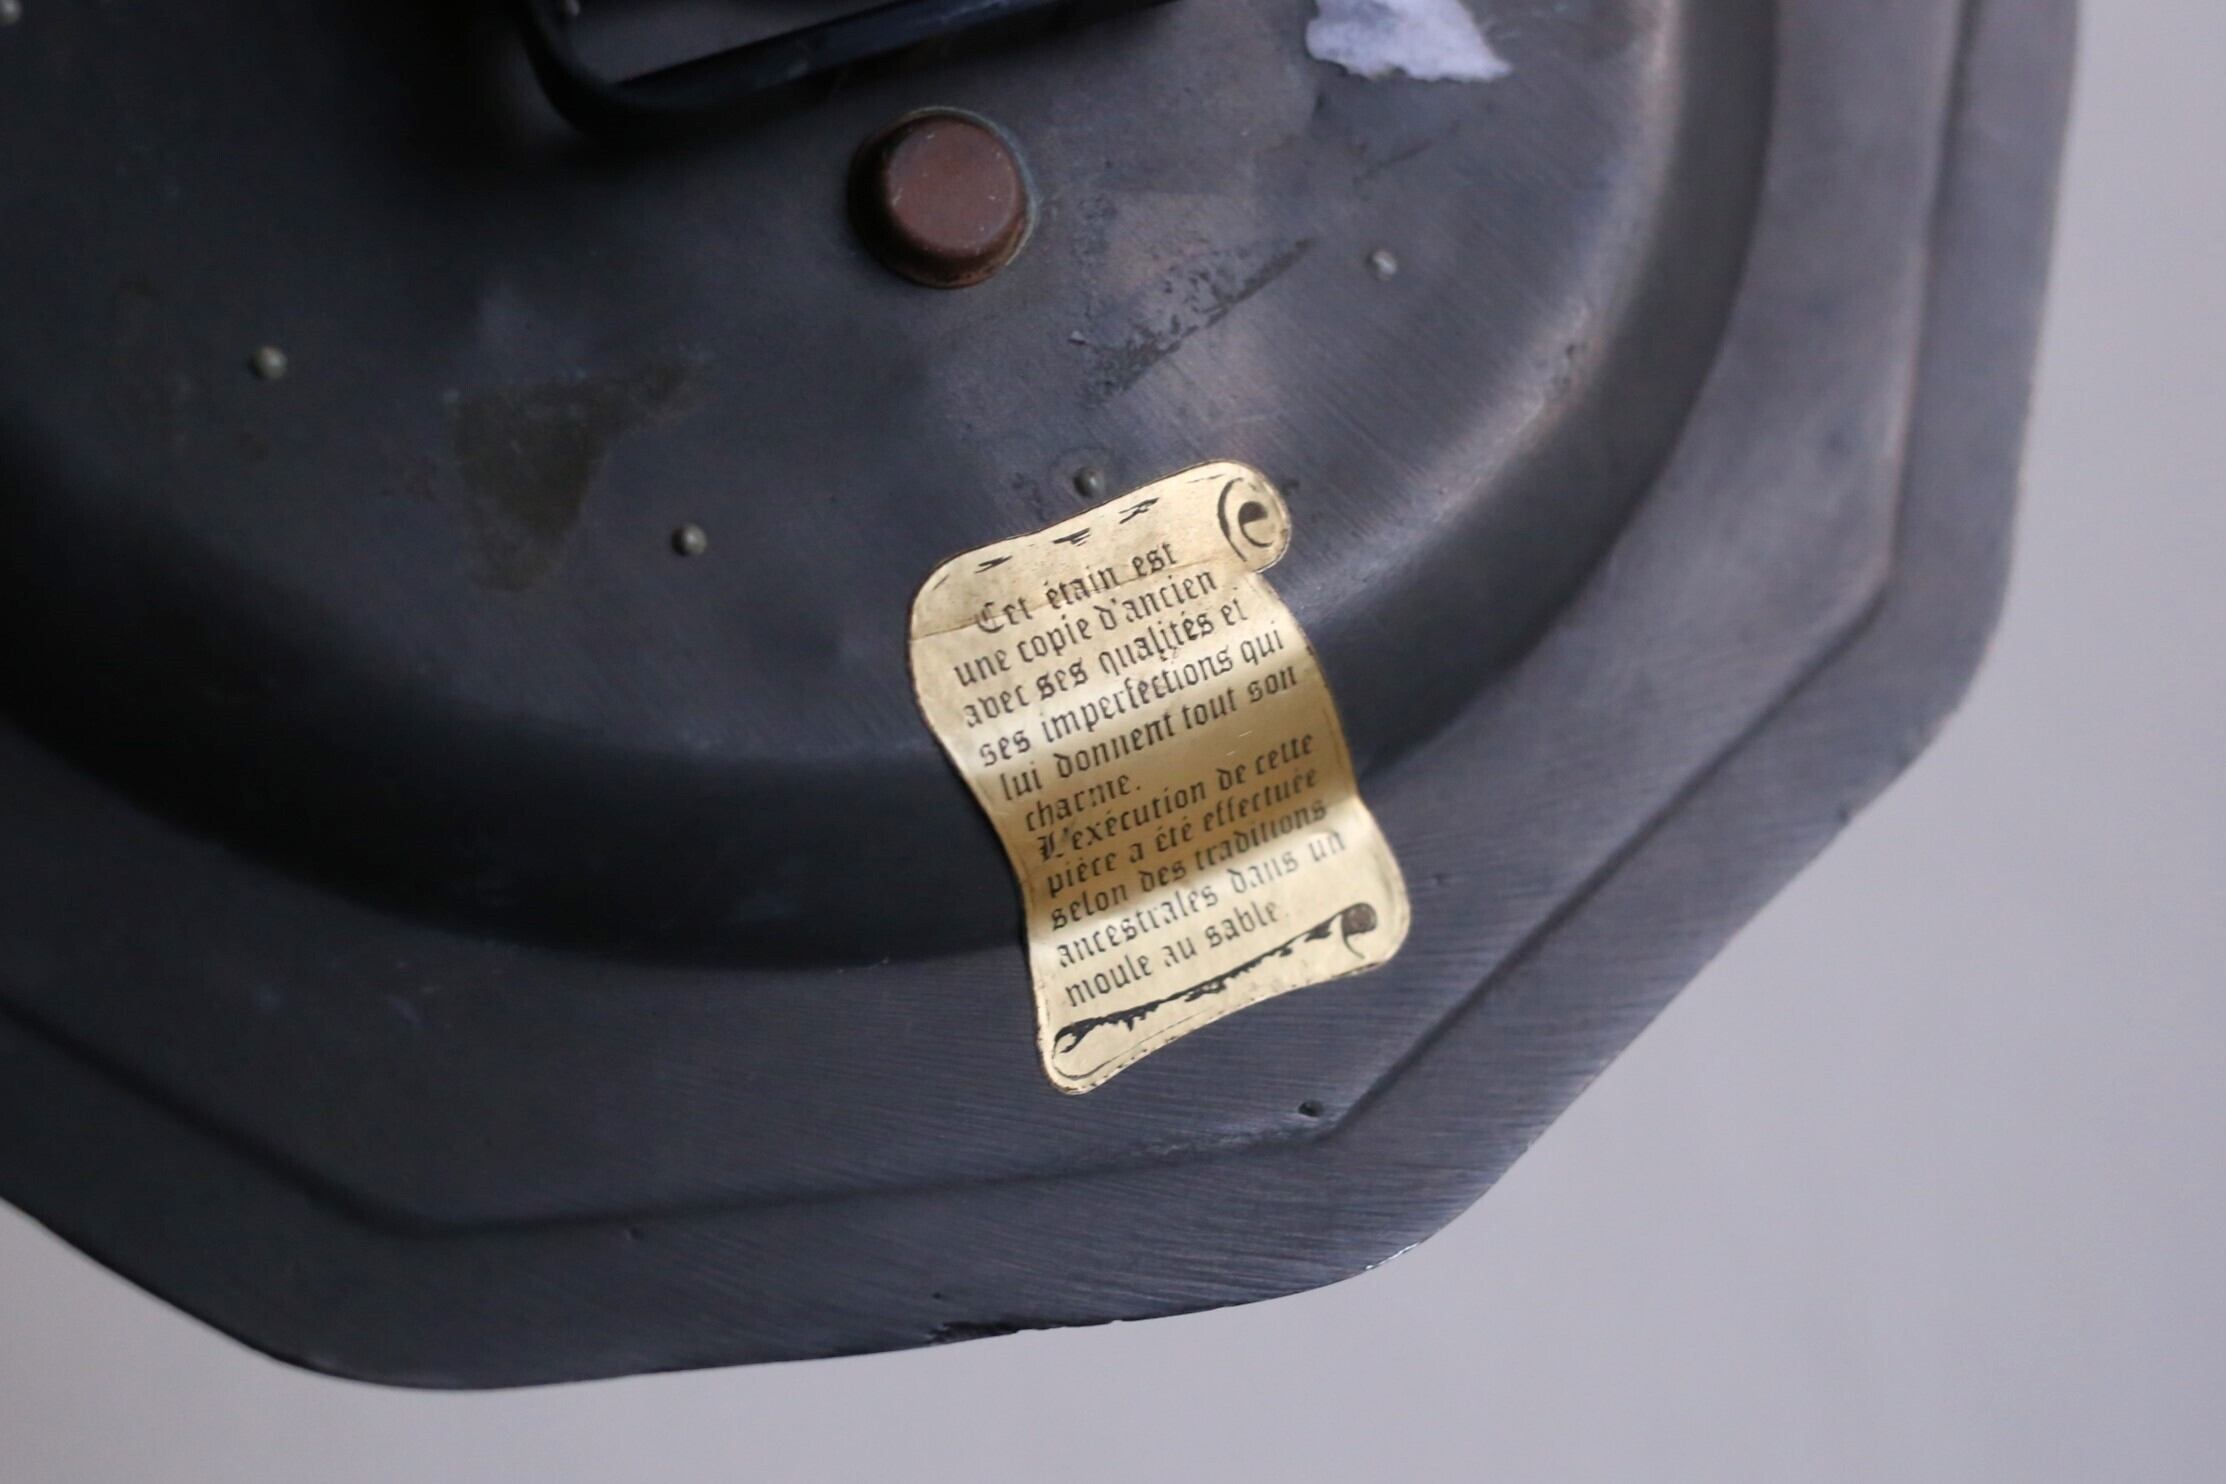 Cet étain est
une copie d'ancien
avec ses qualités et
ses imperfections qui
lui donnent tout son
charme.
L'exécution de cette
pièce a été effectuée
selon des traditions
ancestrales dans un
moule au sable.